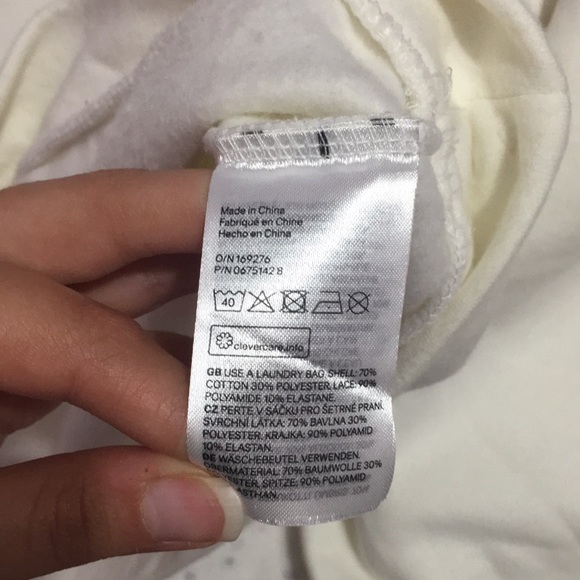 Made in China
Fabriqué en Chine
Hecho en China
O/N 169276
P/N 0675142 8
40
clevercare.info
GB USE A LAUNDRY BAG. SHELL: 70%
COTTON 30% POLYESTER. LACE: 90%
POLYAMIDE 10% ELASTANE.
CZ PERTE V SÁČKU PRO ŠETRNÉ PRANÍ.
SVRCHNÍ LÁTKA: 70% BAVLNA 30%
POLYESTER. KRAJKA: 90% POLYAMID
10% ELASTAN.
DE WÄSCHEBEUTEL VERWENDEN.
OBERMATERIAL: 70% BAUMWOLLE 30%
SPITZE: 90% POLYAMID